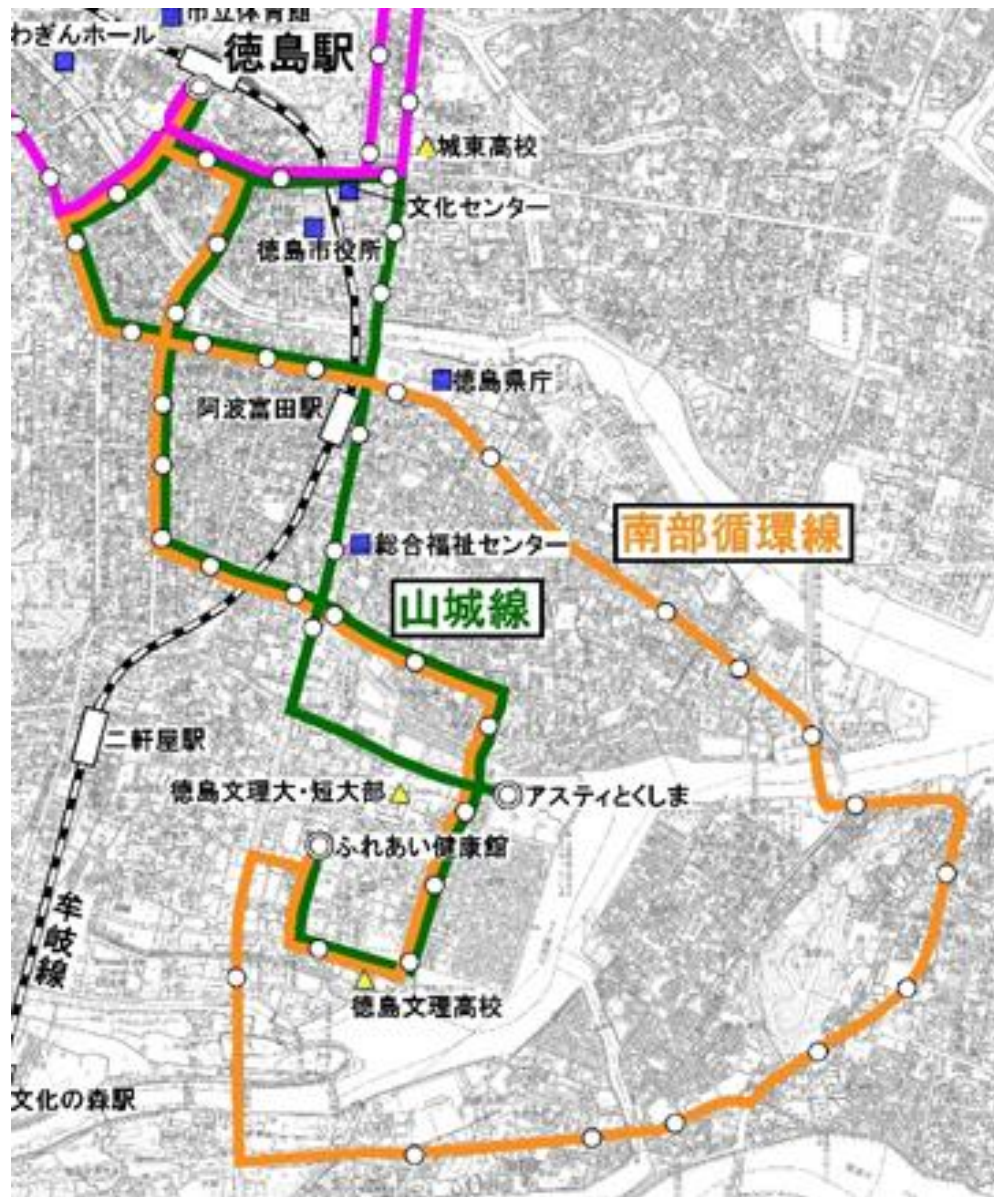 市立体育館
わぎんホール
徳島駅
城東高校
文化センター
徳島市役所
徳島県庁
阿波富田駅
南部循環線
総合福祉センター
山城線
二軒屋駅
徳島文理大・短大部
アスティとくしま
ふれあい健康館
牟岐線
徳島文理高校
文化の森駅